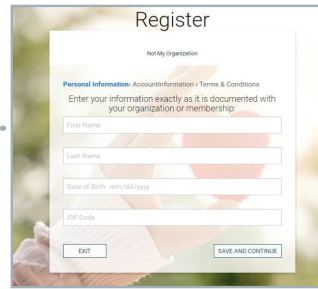 Register
Not My Organization
Personal Information› AccountInformation › Terms & Conditions
Enter your information exactly as it is documented with
your organization or membership:
First Name
Last Name
Date of Birth mm/dd/yyyy
ZIP Code
EXIT
SAVE AND CONTINUE